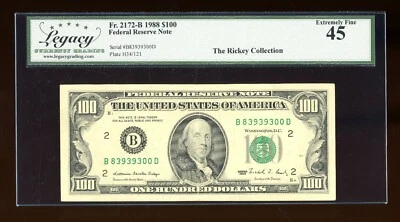 Legacy
CURRENCY GRADING
legacygrading.com
Fr. 2172-B 1988 $100
Federal Reserve Note
Serial #B83939300D
Plate H34/121
The Rickey Collection
Extremely Fine
45
100
FEDERAL RESERVE NOTE
100
THE UNITED STATES OF AMERICA
B 83939300 D
WASHINGTON, D.C.
2
B
2
B 83939300 D
2
2
100
ONE HUNDRED DOLLARS
100